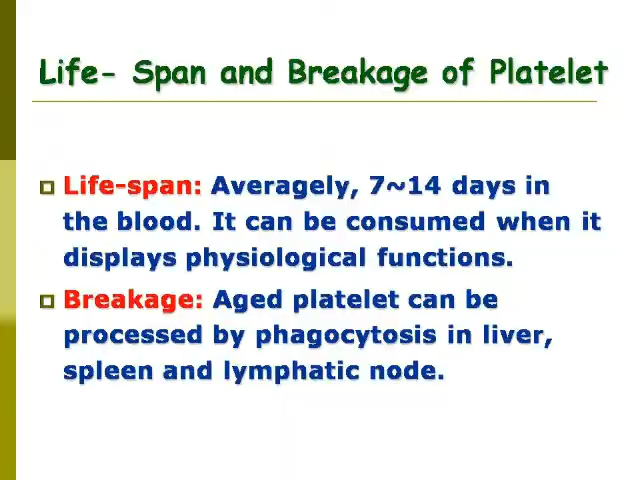 Life- Span and Breakage of Platelet
Life-span: Averagely, 7~14 days in
the blood. It can be consumed when it
displays physiological functions.
Breakage: Aged platelet can be
processed by phagocytosis in liver,
spleen and lymphatic node.